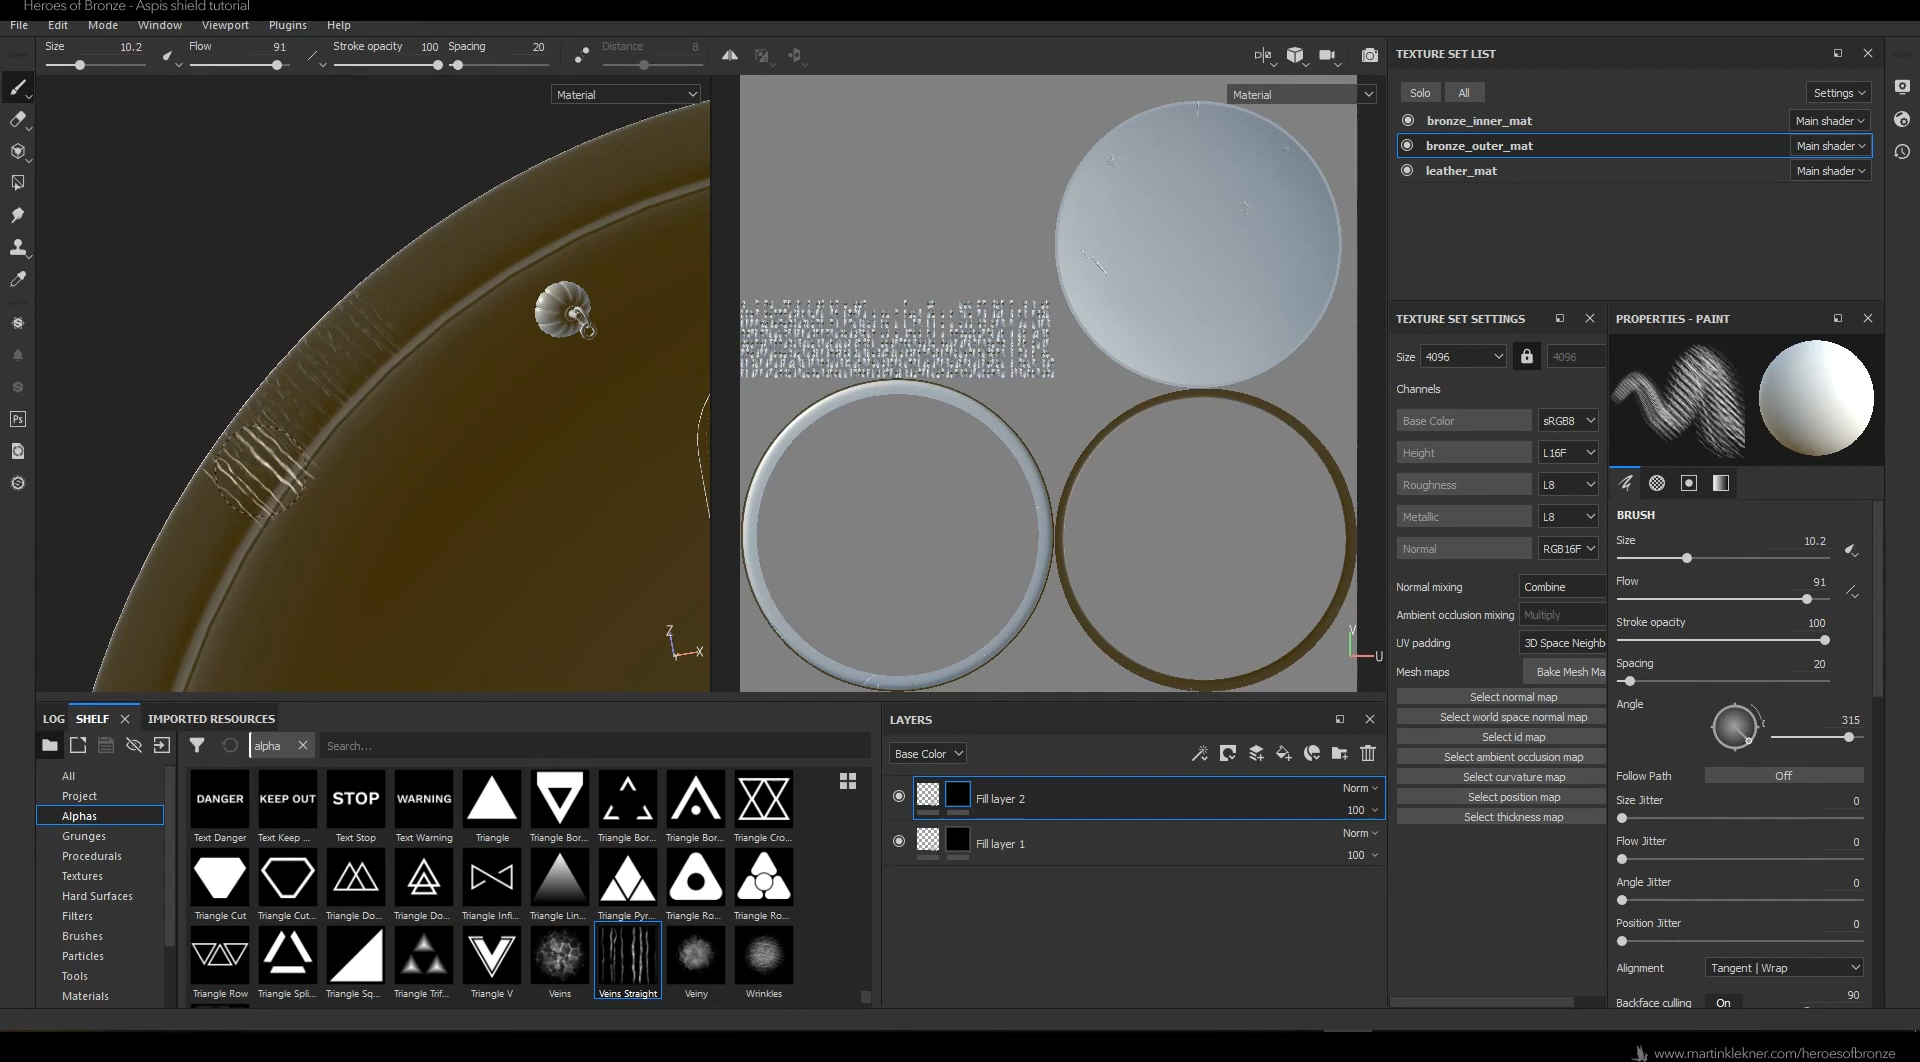 Heroes of Bronze - Aspis shield tutorial
File Edit Mode Window Viewport Plugins Help
Size 10.2 Flow 91 Stroke opacity 100 Spacing 20 Distance 8
Material
Material
Z
X
V
U
TEXTURE SET LIST
Solo All Settings
bronze_inner_mat Main shader
bronze_outer_mat Main shader
leather_mat Main shader
TEXTURE SET SETTINGS
Size 4096 4096
Channels
Base Color sRGB8
Height L16F
Roughness L8
Metallic L8
Normal RGB16F
Normal mixing Combine
Ambient occlusion mixing Multiply
UV padding 3D Space Neighb
Mesh maps Bake Mesh Ma
Select normal map
Select world space normal map
Select id map
Select ambient occlusion map
Select curvature map
Select position map
Select thickness map
PROPERTIES - PAINT
BRUSH
Size 10.2
Flow 91
Stroke opacity 100
Spacing 20
Angle 315
Follow Path Off
Size Jitter 0
Flow Jitter 0
Angle Jitter 0
Position Jitter 0
Alignment Tangent | Wrap
Backface culling On 90
LOG SHELF IMPORTED RESOURCES
alpha Search...
All
Project
Alphas
Grunges
Procedurals
Textures
Hard Surfaces
Filters
Brushes
Particles
Tools
Materials
DANGER KEEP OUT STOP WARNING
Text Danger Text Keep ... Text Stop Text Warning Triangle Triangle Bor... Triangle Bor... Triangle Bor... Triangle Cro...
Triangle Cut Triangle Cut... Triangle Do... Triangle Do... Triangle Infi... Triangle Lin... Triangle Pyr... Triangle Ro... Triangle Ro...
Triangle Row Triangle Spli... Triangle Sq... Triangle Trif... Triangle V Veins Veins Straight Veiny Wrinkles
LAYERS
Base Color
Fill layer 2 Norm
100
Fill layer 1 Norm
100
Ps
www.martinklekner.com/heroesofbronze